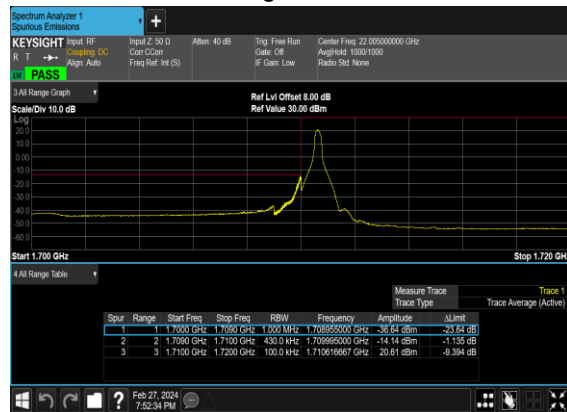 Spectrum Analyzer 1
Spurious Emissions
KEYSIGHT Input: RF Input Z: 50 Ω Atten: 40 dB Trig: Free Run Center Freq: 22.005000000 GHz
R T Coupling: DC Corr CCorr Gate: Off Avg|Hold: 1000/1000
Align: Auto Freq Ref: Int (S) IF Gain: Low Radio Std: None
LW PASS
3 All Range Graph
Ref Lvl Offset 8.00 dB
Scale/Div 10.0 dB Ref Value 30.00 dBm
Log
20.0
10.0
0.00
-10.0
-20.0
-30.0
-40.0
-50.0
-60.0
Start 1.700 GHz Stop 1.720 GH
4 All Range Table
Measure Trace Trace 1
Trace Type Trace Average (Active)
Spur Range Start Freq Stop Freq RBW Frequency Amplitude ΔLimit
1 1 1.7000 GHz 1.7090 GHz 1.000 MHz 1.708955000 GHz -36.64 dBm -23.64 dB
2 2 1.7090 GHz 1.7100 GHz 430.0 kHz 1.709995000 GHz -14.14 dBm -1.135 dB
3 3 1.7100 GHz 1.7200 GHz 100.0 kHz 1.710616667 GHz 20.61 dBm -9.394 dB
? Feb 27, 2024
7:52:34 PM